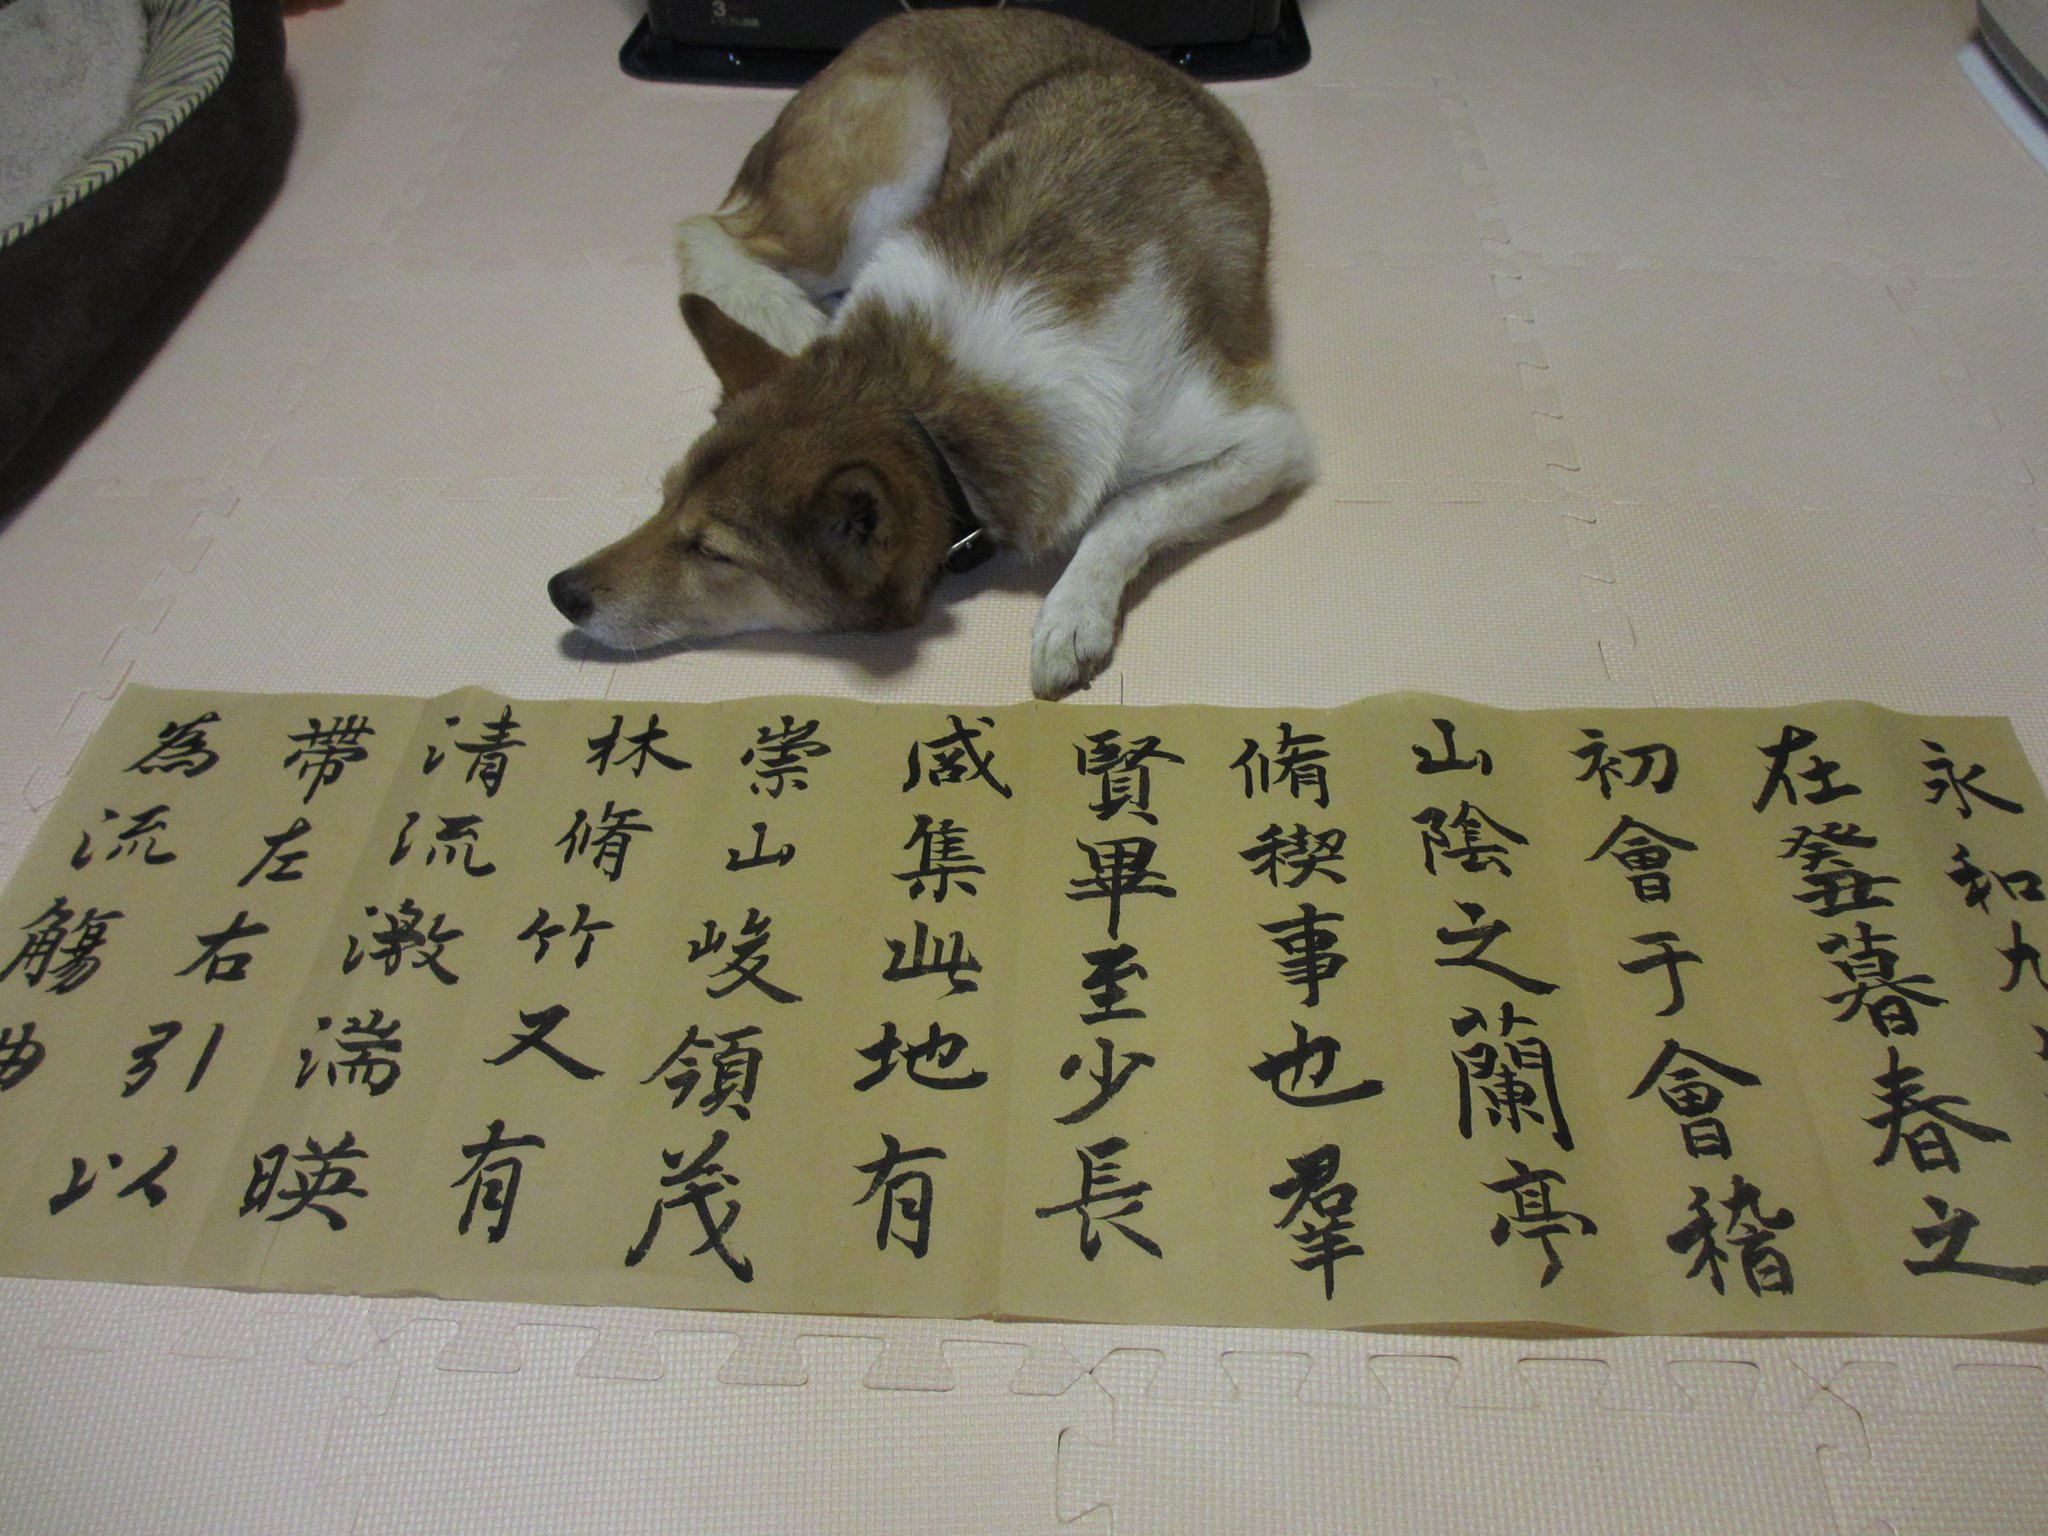 永和九
在癸丑暮春之
初會于會稽
山陰之蘭亭
脩稧事也羣
賢畢至少長
咸集此地有
崇山峻領茂
林脩竹又有
清流激湍暎
帶左右引以
為流觴曲
3